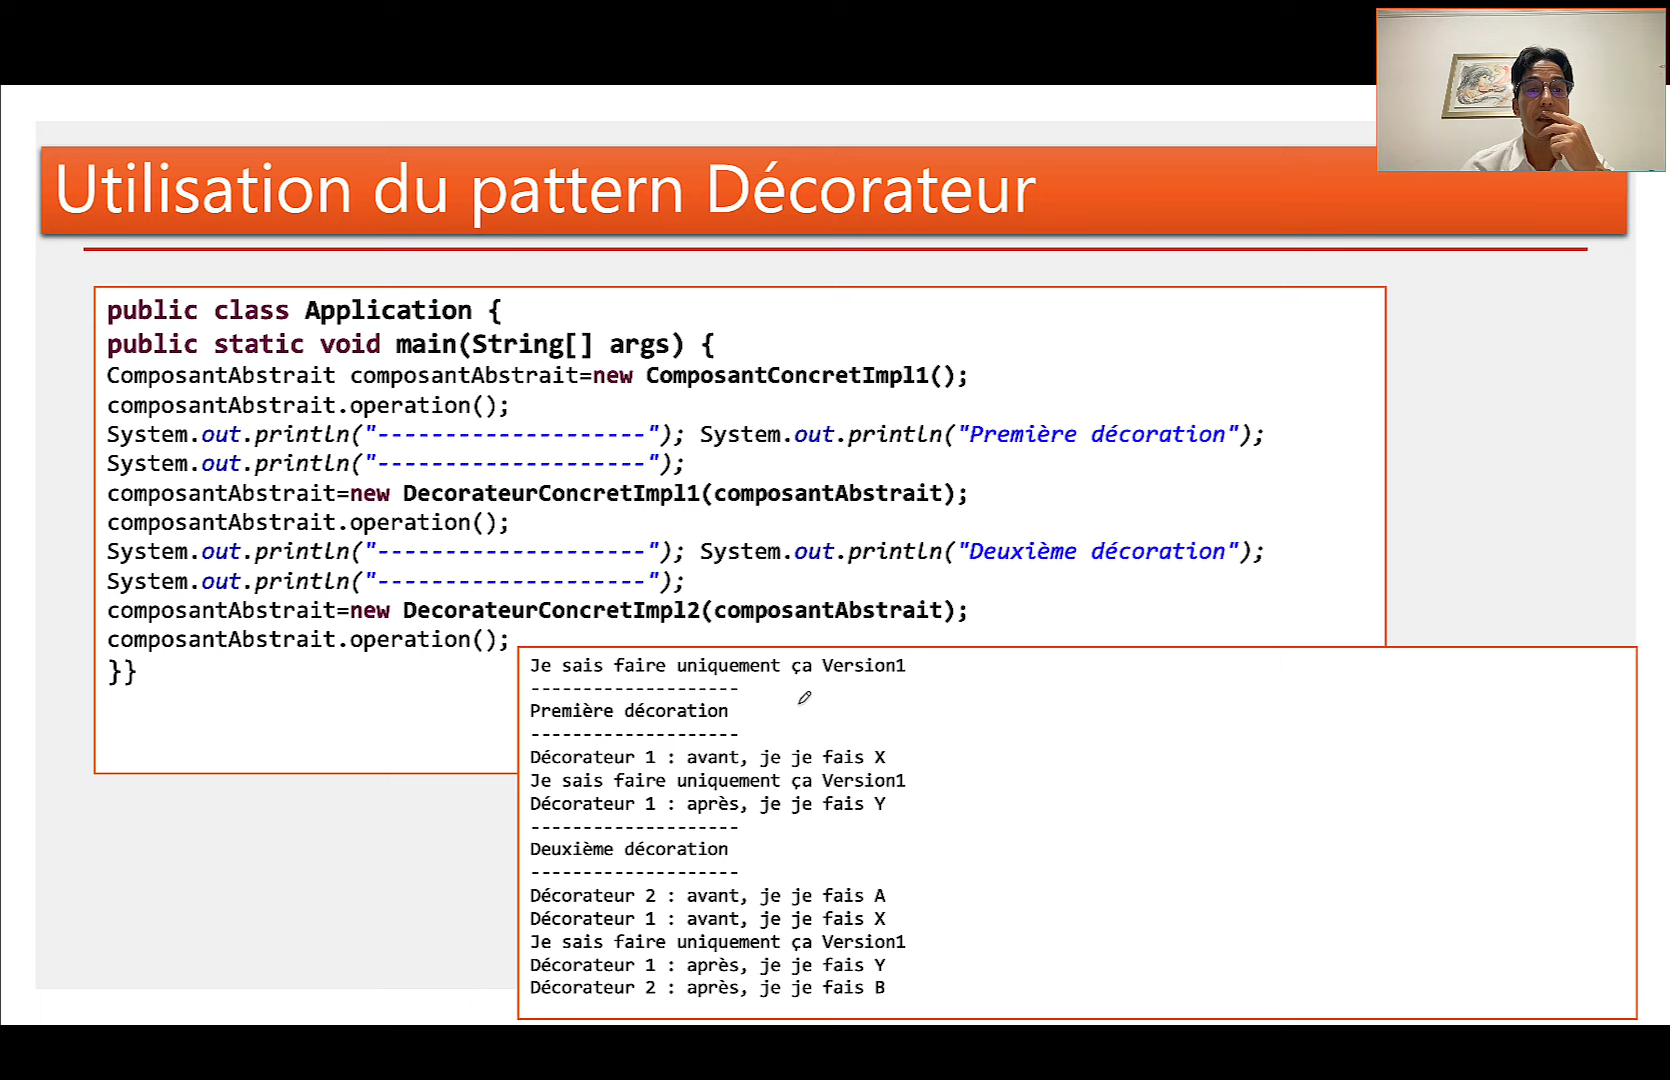 Utilisation du pattern Décorateur
public class Application {
public static void main(String[] args) {
ComposantAbstrait composantAbstrait=new ComposantConcretImpl1();
composantAbstrait.operation();
System.out.println("--------------------"); System.out.println("Première décoration");
System.out.println("--------------------");
composantAbstrait=new DecorateurConcretImpl1(composantAbstrait);
composantAbstrait.operation();
System.out.println("--------------------"); System.out.println("Deuxième décoration");
System.out.println("--------------------");
composantAbstrait=new DecorateurConcretImpl2(composantAbstrait);
composantAbstrait.operation();
}}
Je sais faire uniquement ça Version1
--------------------
Première décoration
--------------------
Décorateur 1 : avant, je je fais X
Je sais faire uniquement ça Version1
Décorateur 1 : après, je je fais Y
--------------------
Deuxième décoration
--------------------
Décorateur 2 : avant, je je fais A
Décorateur 1 : avant, je je fais X
Je sais faire uniquement ça Version1
Décorateur 1 : après, je je fais Y
Décorateur 2 : après, je je fais B